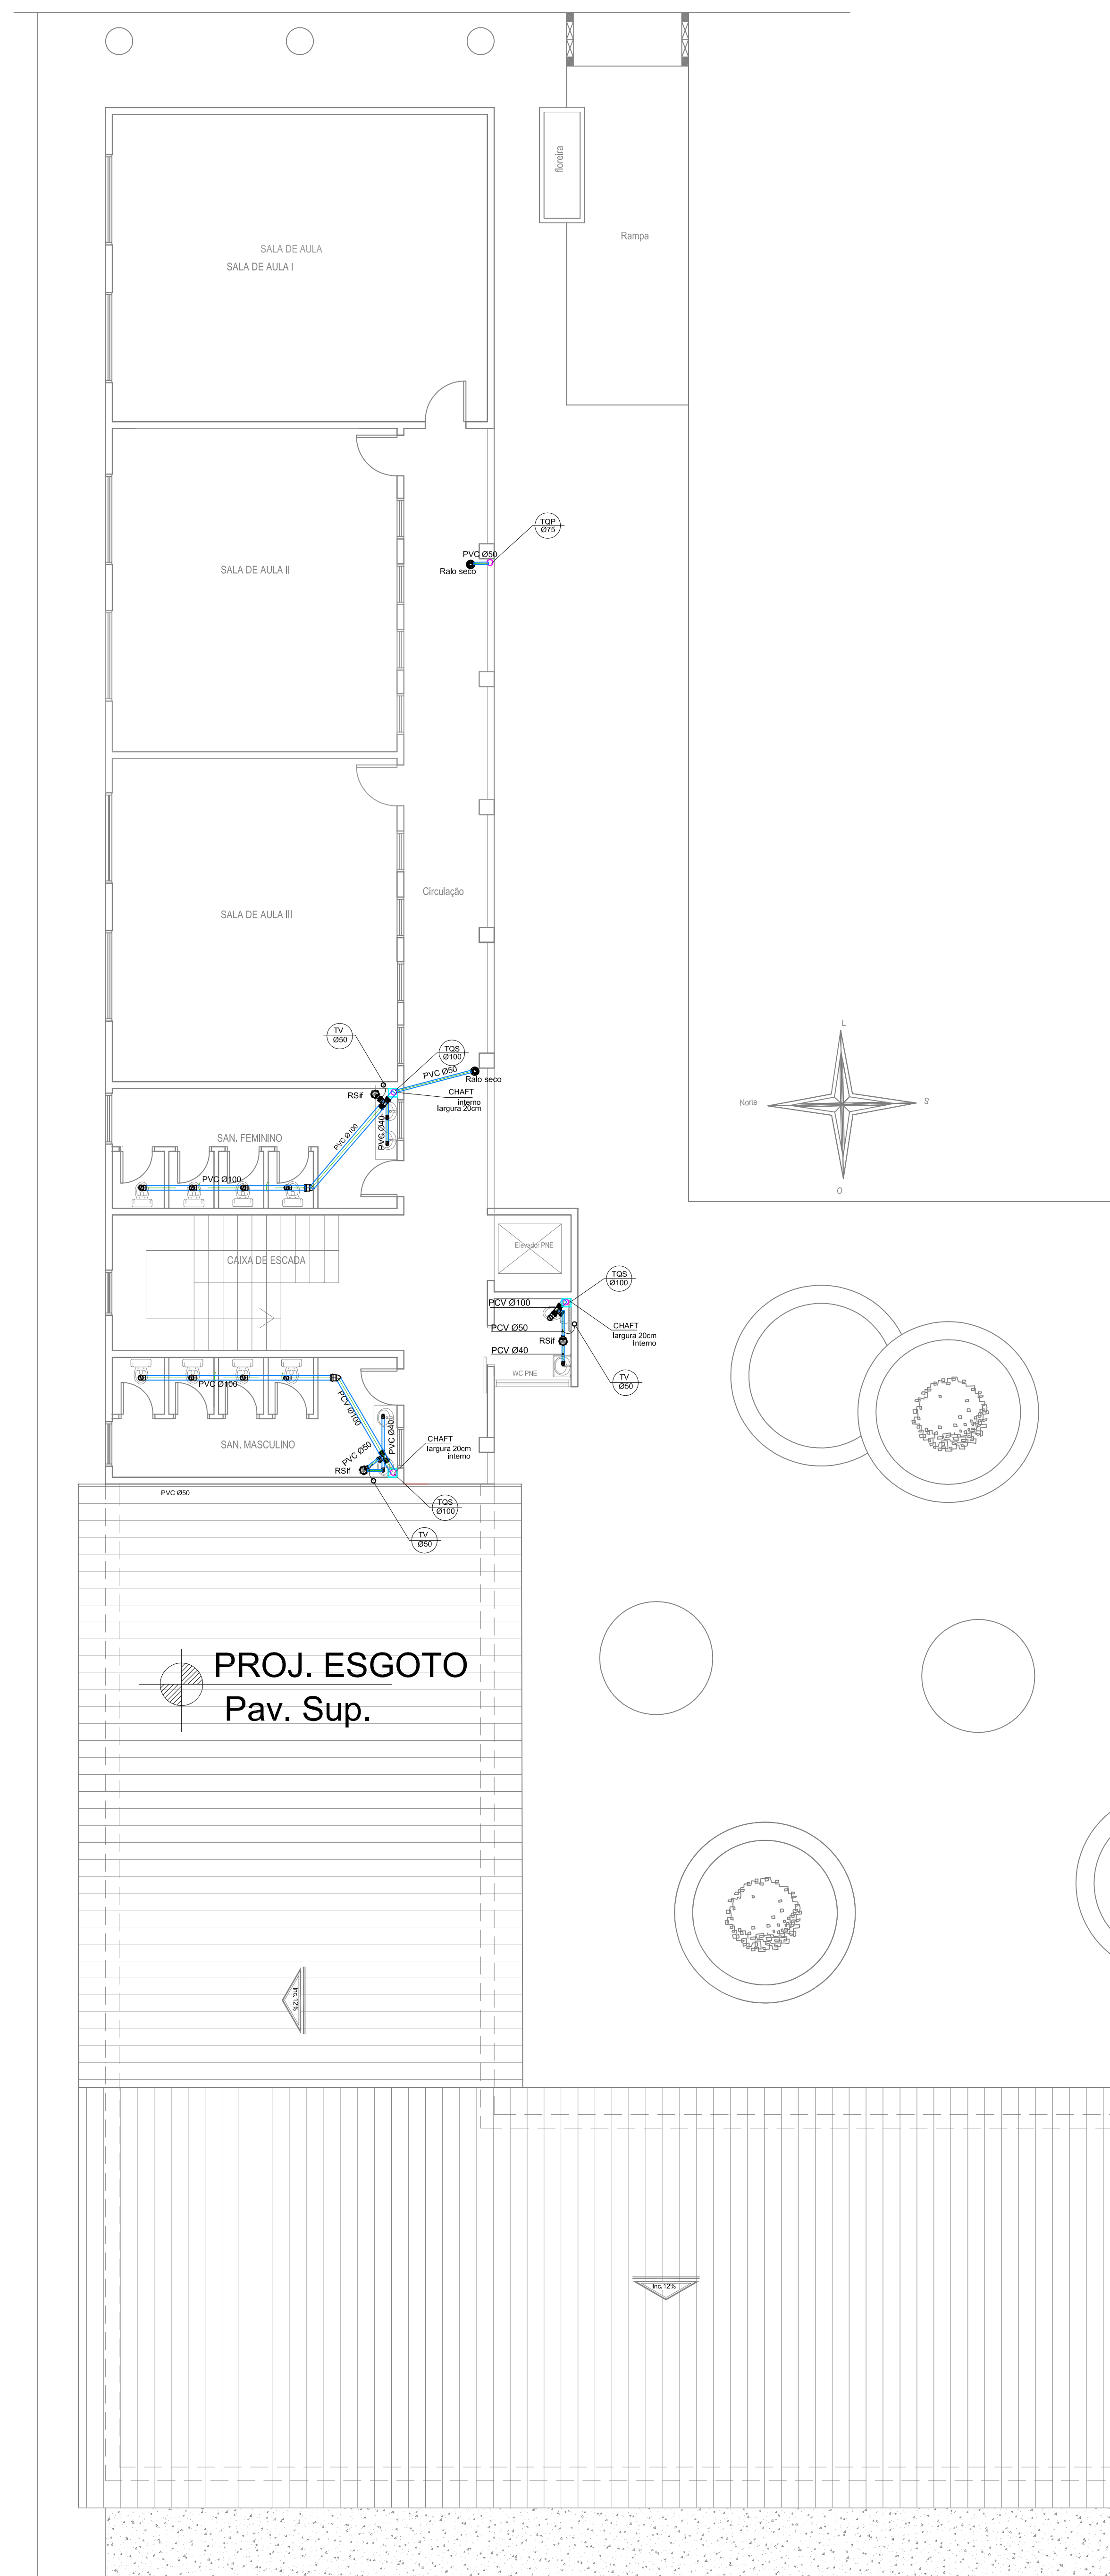 floreira
Rampa
SALA DE AULA
SALA DE AULA I
TQP
Ø75
PVC Ø50
Ralo seco
SALA DE AULA II
Circulação
SALA DE AULA III
L
Norte
S
O
TV
Ø50
TQS
Ø100
PVC Ø50
Ralo seco
CHAFT
interno
largura 20cm
RSif
PVC Ø40
PVC Ø100
SAN. FEMININO
PVC Ø100
Elevador PNE
CAIXA DE ESCADA
TQS
Ø100
PCV Ø100
CHAFT
largura 20cm
interno
PCV Ø50
RSif
PCV Ø40
WC PNE
TV
Ø50
PVC Ø100
PVC Ø100
PVC Ø40
SAN. MASCULINO
CHAFT
largura 20cm
interno
PVC Ø50
RSif
PVC Ø50
TQS
Ø100
TV
Ø50
PROJ. ESGOTO
Pav. Sup.
Inc. 12%
Inc. 12%